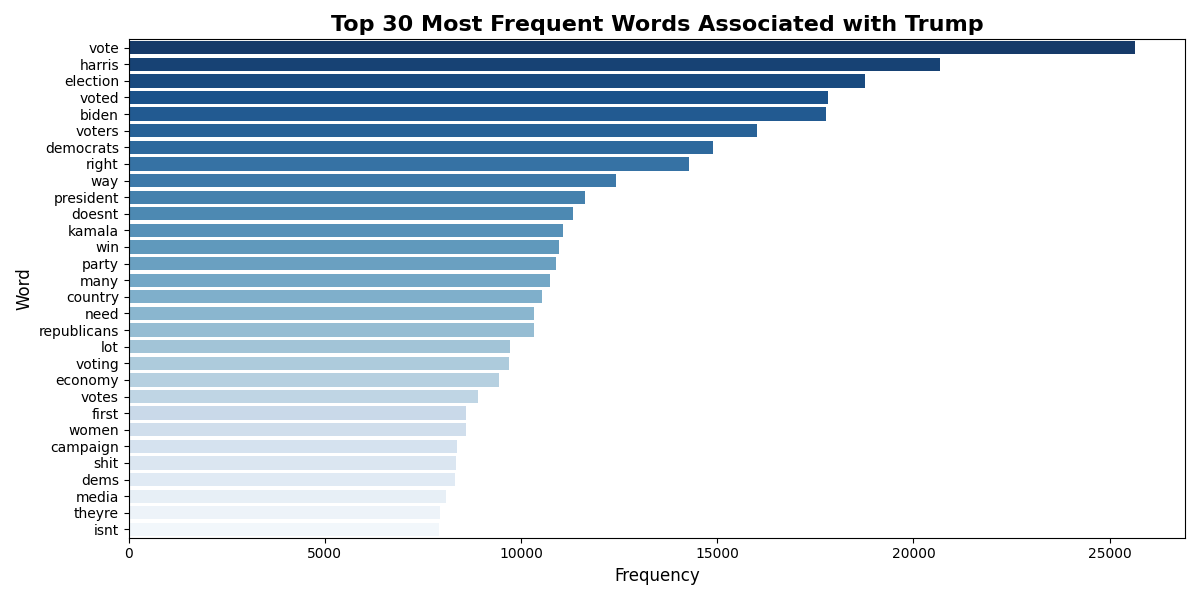 Top 30 Most Frequent Words Associated with Trump
Word
vote
harris
election
voted
biden
voters
democrats
right
way
president
doesnt
kamala
win
party
many
country
need
republicans
lot
voting
economy
votes
first
women
campaign
shit
dems
media
theyre
isnt
0 5000 10000 15000 20000 25000
Frequency